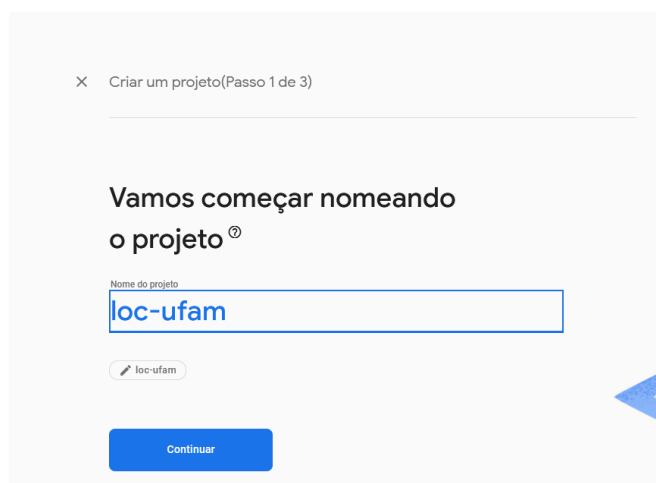 Criar um projeto(Passo 1 de 3)
Vamos começar nomeando
o projeto
Nome do projeto
loc-ufam
loc-ufam
Continuar